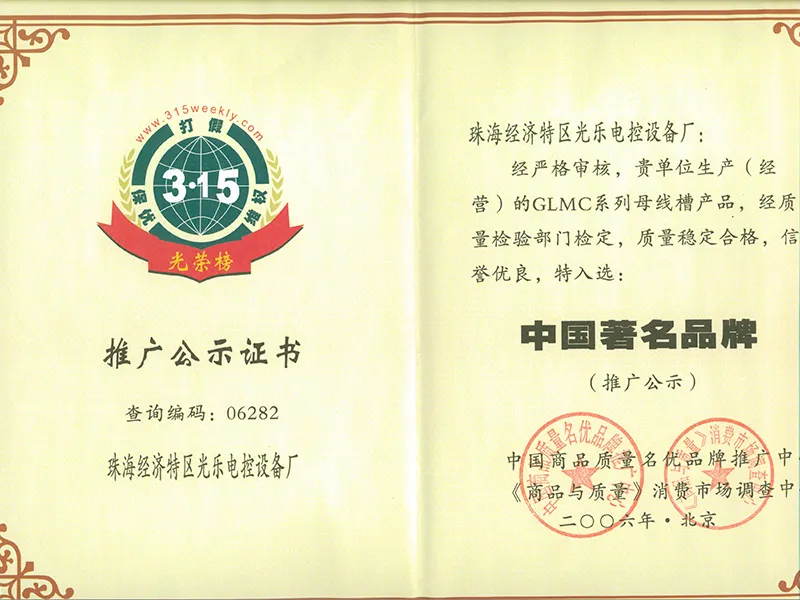 www.315weekly.com
打假
保优
3·15
维权
光荣榜
推广公示证书
查询编码：06282
珠海经济特区光乐电控设备厂
珠海经济特区光乐电控设备厂：
经严格审核，贵单位生产（经
营）的GLMC系列母线槽产品，经质
量检验部门检定，质量稳定合格，信
誉优良，特入选：
中国著名品牌
（推广公示）
中国商品质量名优品牌推广中
《商品与质量》消费市场调查中
二〇〇六年·北京